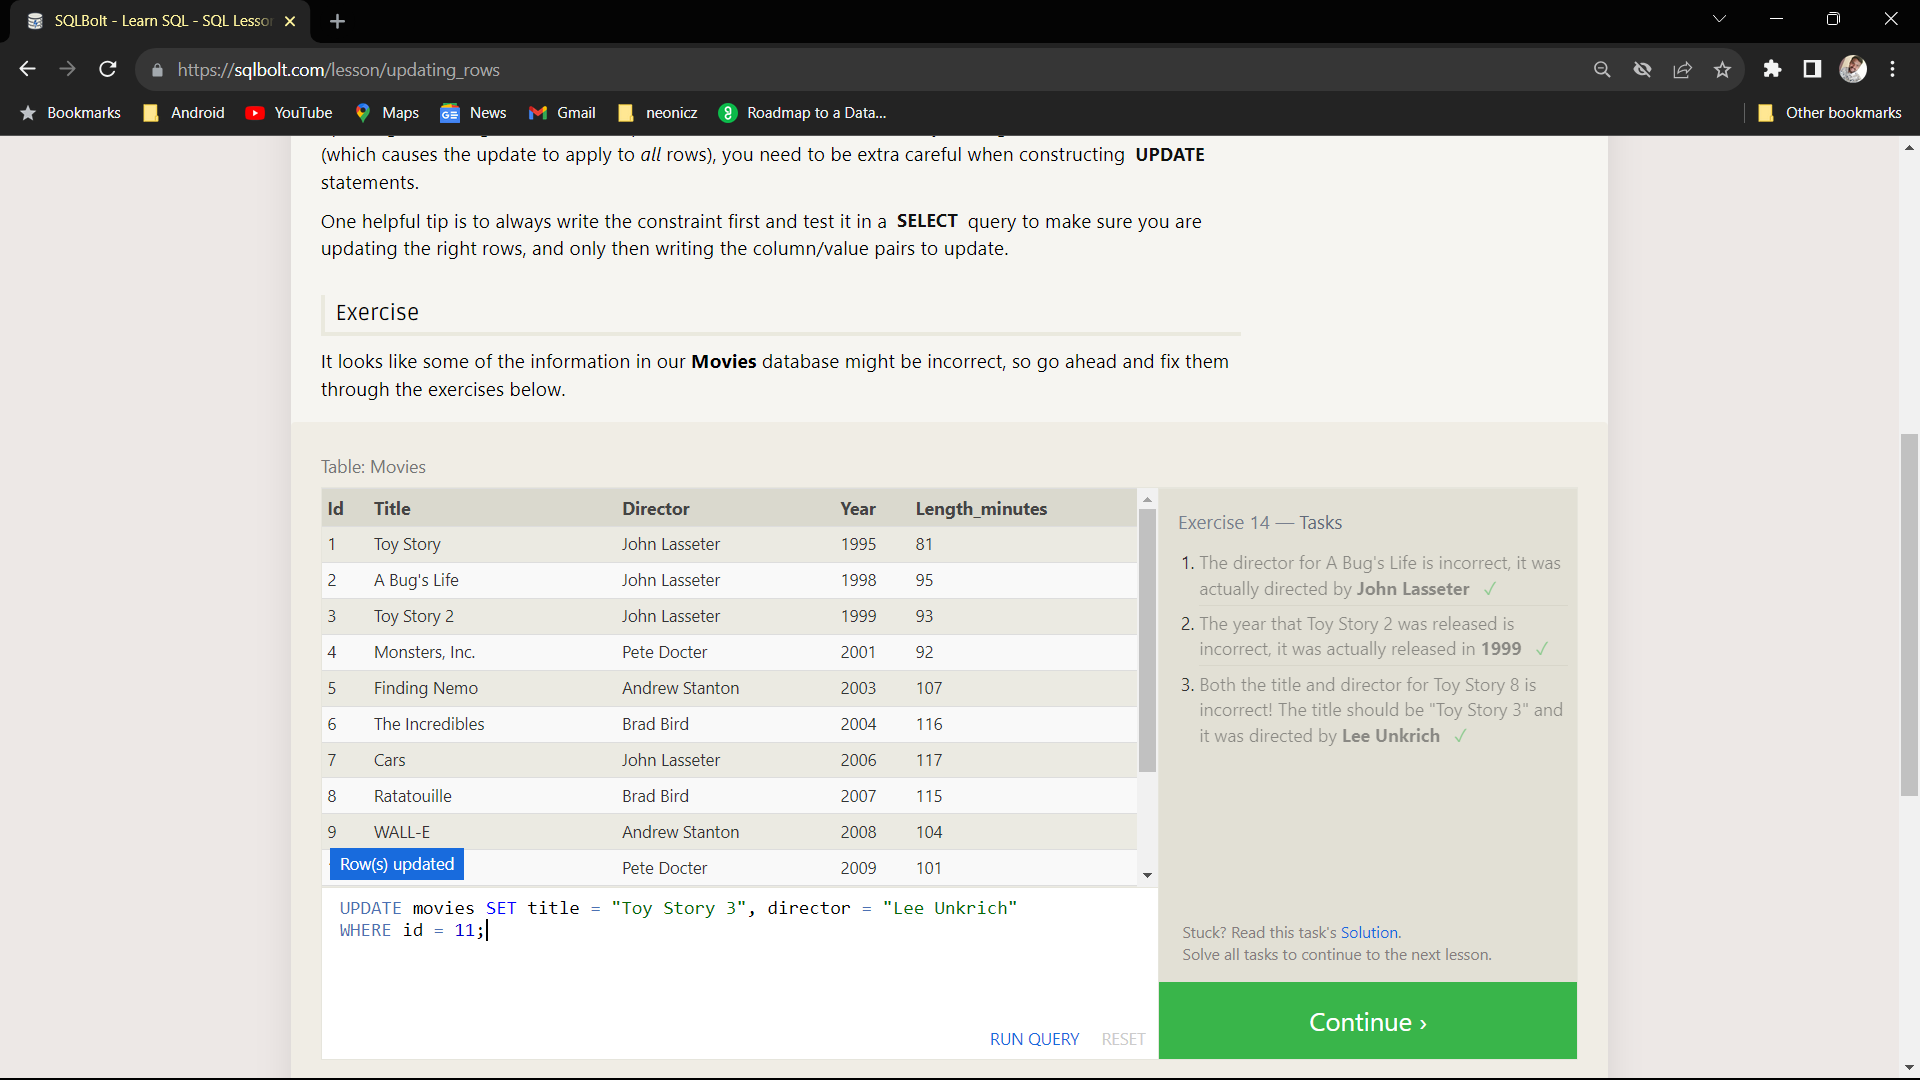 SQLBolt - Learn SQL - SQL Lesso
https://sqlbolt.com/lesson/updating_rows
Bookmarks Android YouTube Maps News Gmail neonicz Roadmap to a Data... Other bookmarks
(which causes the update to apply to all rows), you need to be extra careful when constructing UPDATE
statements.
One helpful tip is to always write the constraint first and test it in a SELECT query to make sure you are
updating the right rows, and only then writing the column/value pairs to update.
Exercise
It looks like some of the information in our Movies database might be incorrect, so go ahead and fix them
through the exercises below.
Table: Movies
Id Title Director Year Length_minutes
1 Toy Story John Lasseter 1995 81
2 A Bug's Life John Lasseter 1998 95
3 Toy Story 2 John Lasseter 1999 93
4 Monsters, Inc. Pete Docter 2001 92
5 Finding Nemo Andrew Stanton 2003 107
6 The Incredibles Brad Bird 2004 116
7 Cars John Lasseter 2006 117
8 Ratatouille Brad Bird 2007 115
9 WALL-E Andrew Stanton 2008 104
Row(s) updated Pete Docter 2009 101
UPDATE movies SET title = "Toy Story 3", director = "Lee Unkrich"
WHERE id = 11;
RUN QUERY RESET
Exercise 14 — Tasks
1. The director for A Bug's Life is incorrect, it was
actually directed by John Lasseter ✓
2. The year that Toy Story 2 was released is
incorrect, it was actually released in 1999 ✓
3. Both the title and director for Toy Story 8 is
incorrect! The title should be "Toy Story 3" and
it was directed by Lee Unkrich ✓
Stuck? Read this task's Solution.
Solve all tasks to continue to the next lesson.
Continue ›